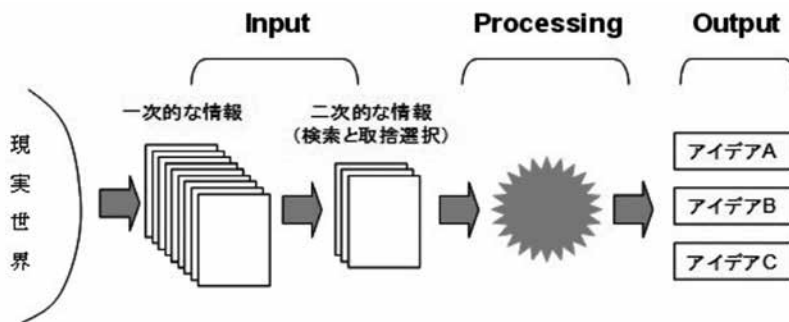 Input
Processing
Output
現実世界
一次的な情報
二次的な情報
（検索と取捨選択）
アイデアA
アイデアB
アイデアC